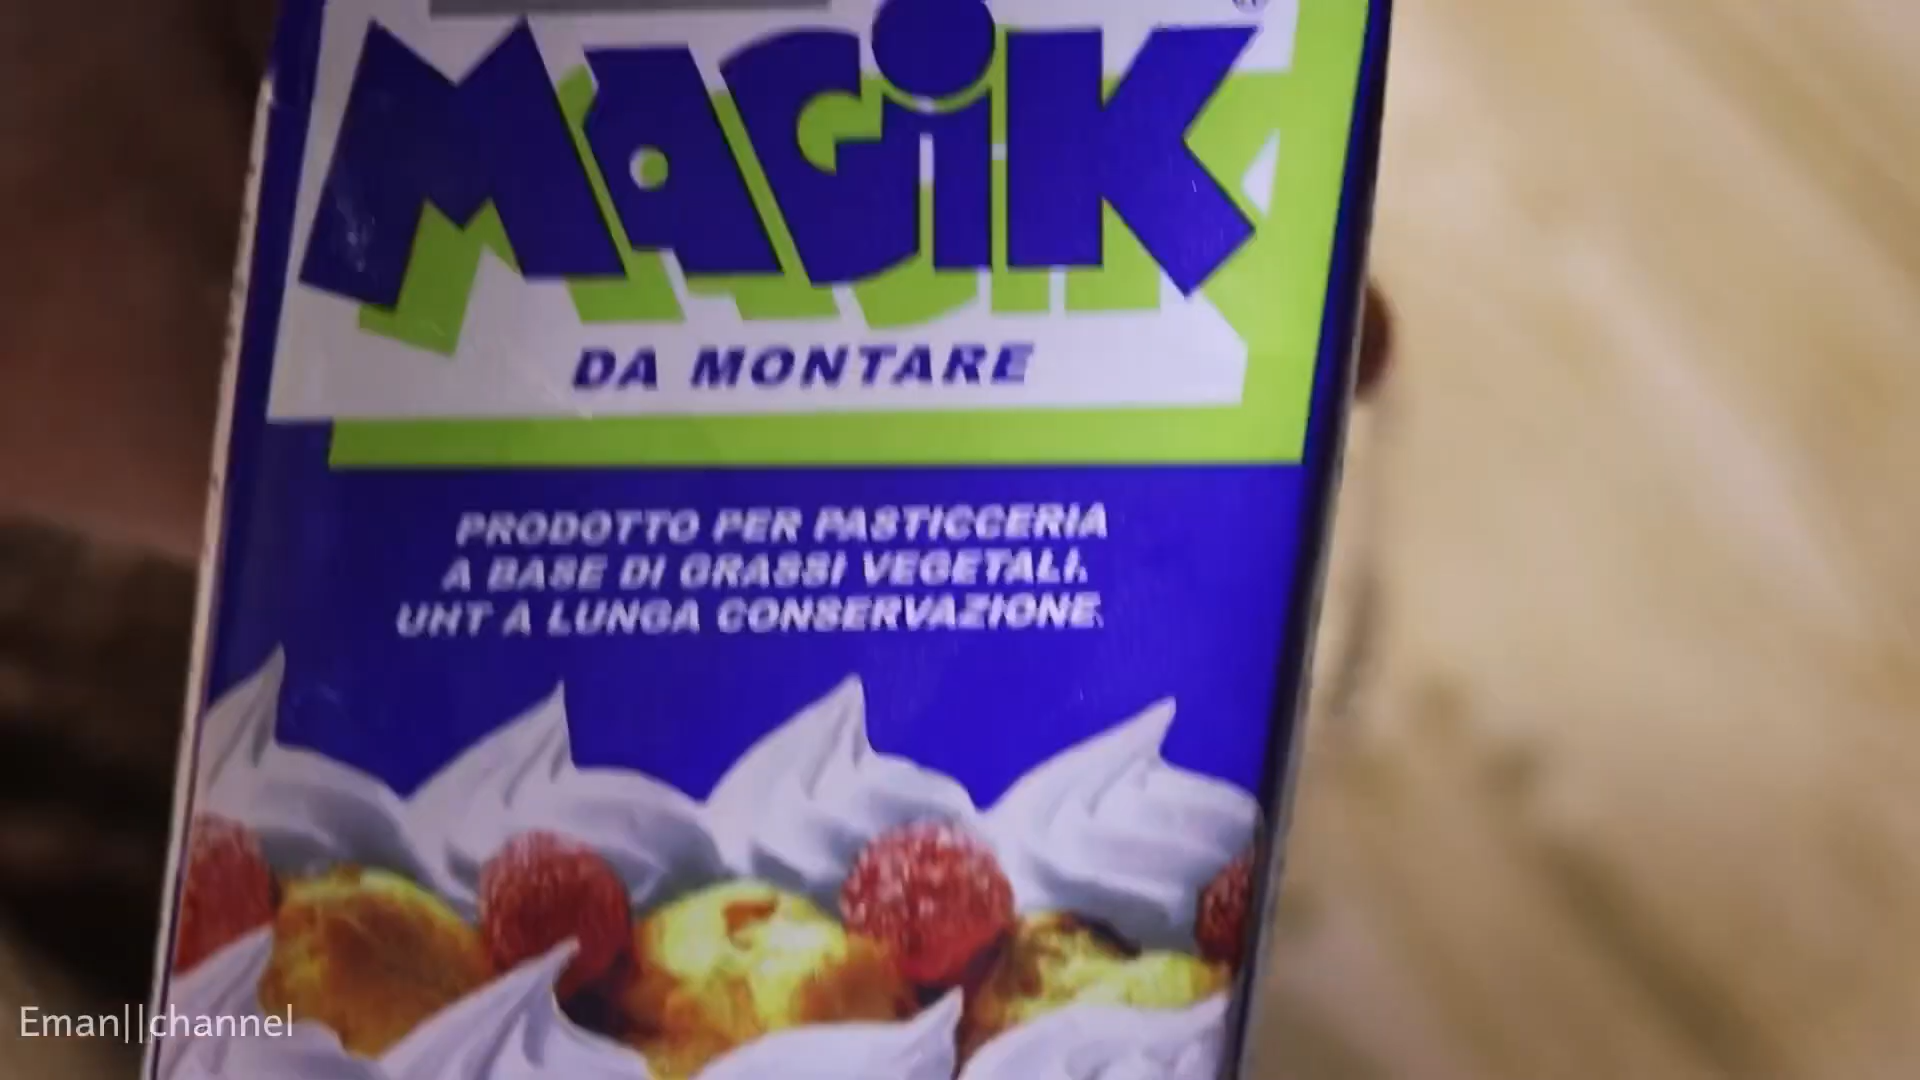 MAGiK
DA MONTARE
PRODOTTO PER PASTICCERIA
A BASE DI GRASSI VEGETALI.
UHT A LUNGA CONSERVAZIONE.
Eman||channel